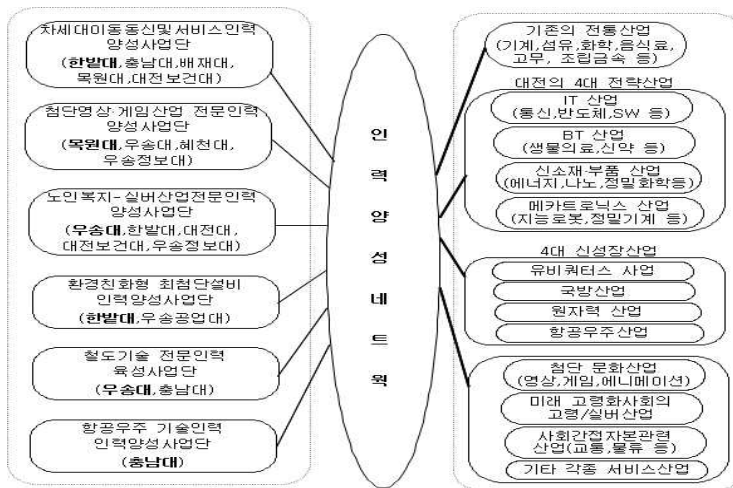 차세대이동통신및서비스인력
양성사업단
(한밭대,충남대,배재대,
목원대,대전보건대)
첨단영상·게임산업 전문인력
양성사업단
(목원대,우송대,혜천대,
우송정보대)
노인복지-실버산업전문인력
양성사업단
(우송대,한밭대,대전대,
대전보건대,우송정보대)
환경친화형 최첨단설비
인력양성사업단
(한밭대,우송공업대)
철도기술 전문인력
육성사업단
(우송대,충남대)
항공우주 기술인력
인력양성사업단
(충남대)
인
력
양
성
네
트
웍
기존의 전통산업
(기계,섬유,화학,음식료,
고무, 조립금속 등)
대전의 4대 전략산업
IT 산업
(통신,반도체,SW 등)
BT 산업
(생물의료,신약 등)
신소재·부품 산업
(에너지,나노,정밀화학등)
메카트로닉스 산업
(지능로봇,정밀기계 등)
4대 신성장산업
유비쿼터스 사업
국방산업
원자력 산업
항공우주산업
첨단 문화산업
(영상,게임,에니메이션)
미래 고령화사회의
고령/실버산업
사회간접자본관련
산업(교통,물류 등)
기타 각종 서비스산업